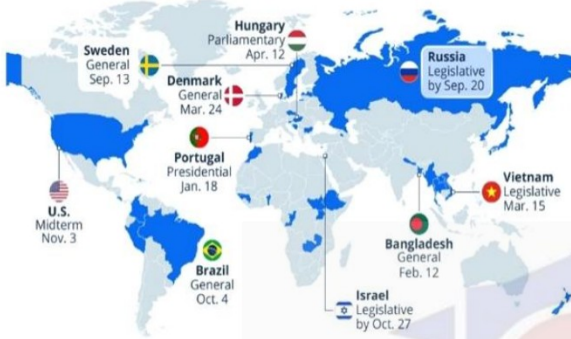 Hungary
Parliamentary
Apr. 12
Sweden
General
Sep. 13
Russia
Legislative
by Sep. 20
Denmark
General
Mar. 24
Portugal
Presidential
Jan. 18
Vietnam
Legislative
Mar. 15
U.S.
Midterm
Nov. 3
Bangladesh
General
Feb. 12
Brazil
General
Oct. 4
Israel
Legislative
by Oct. 27